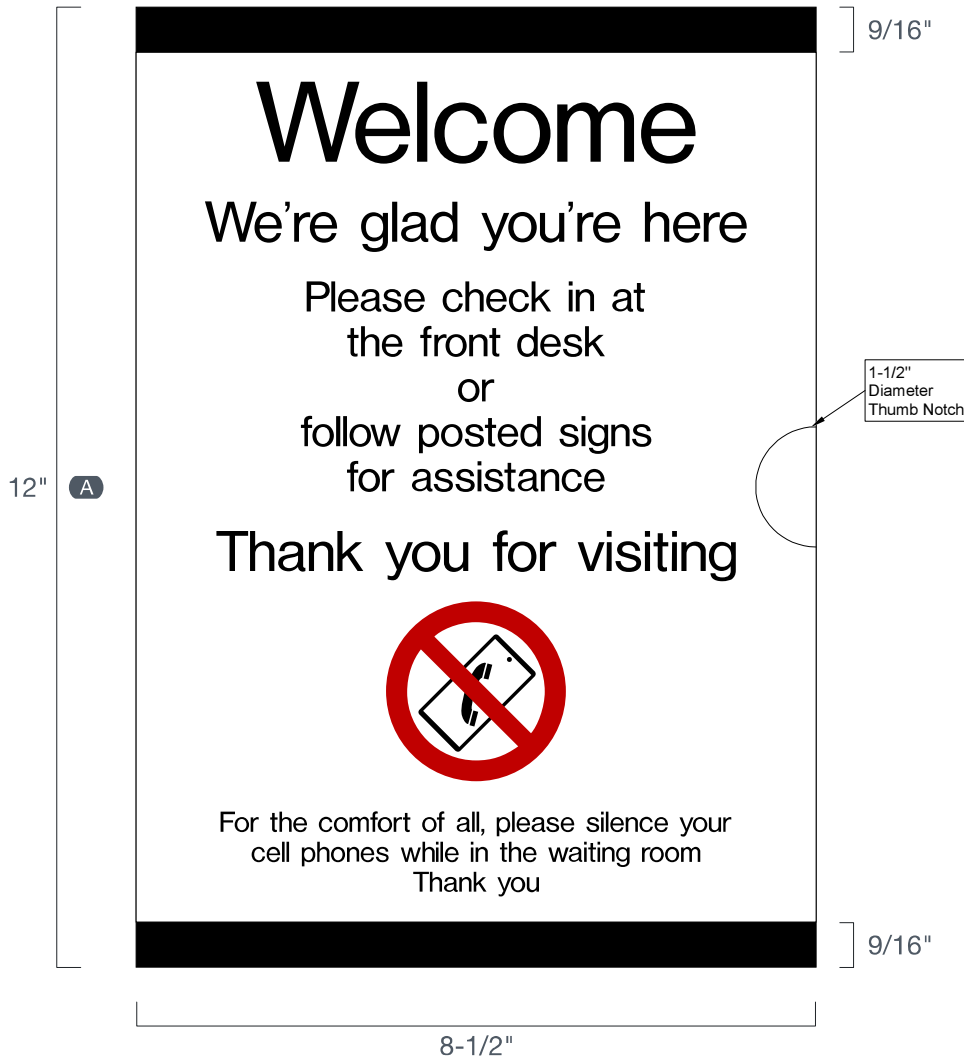 9/16"
Welcome
We're glad you're here
Please check in at
the front desk
or
follow posted signs
for assistance
1-1/2"
Diameter
Thumb Notch
12"
A
Thank you for visiting
For the comfort of all, please silence your
cell phones while in the waiting room
Thank you
9/16"
8-1/2"